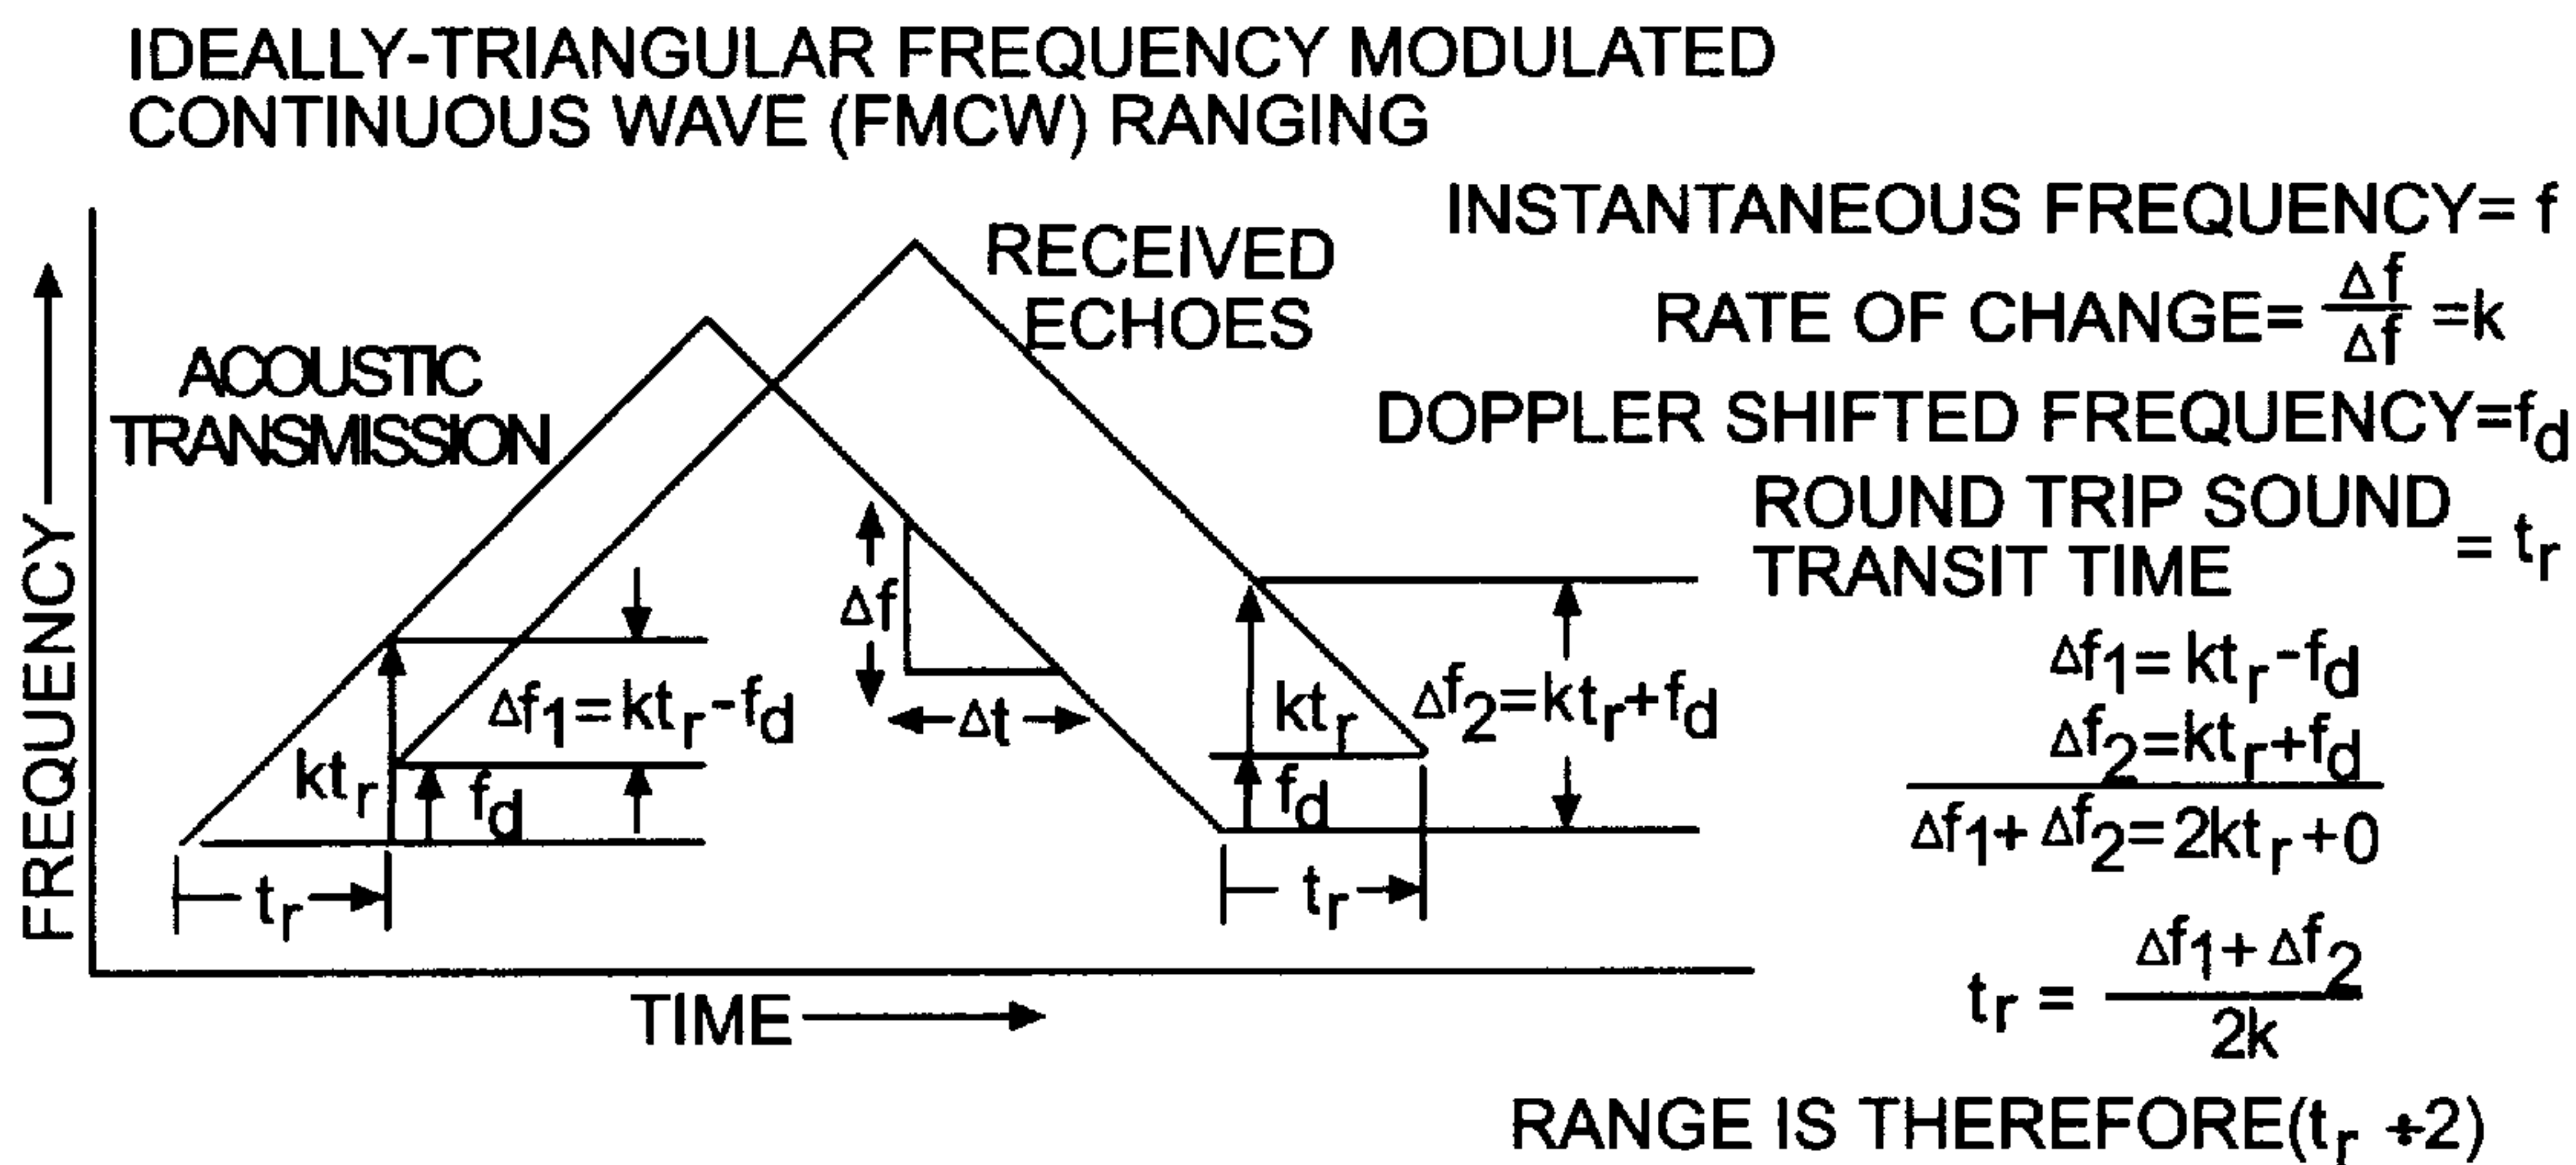 IDEALLY-TRIANGULAR FREQUENCY MODULATED
CONTINUOUS WAVE (FMCW) RANGING
FREQUENCY
ACOUSTIC
TRANSMISSION
RECEIVED
ECHOES
Δf
Δt
Δf1=ktr-fd
ktr
fd
tr
ktr
fd
Δf2=ktr+fd
tr
TIME
INSTANTANEOUS FREQUENCY= f
RATE OF CHANGE= Δf/Δf =k
DOPPLER SHIFTED FREQUENCY=fd
ROUND TRIP SOUND
TRANSIT TIME = tr
Δf1= ktr-fd
Δf2=ktr+fd
Δf1+ Δf2=2ktr+0
tr = Δf1+ Δf2/2k
RANGE IS THEREFORE(tr ÷2)